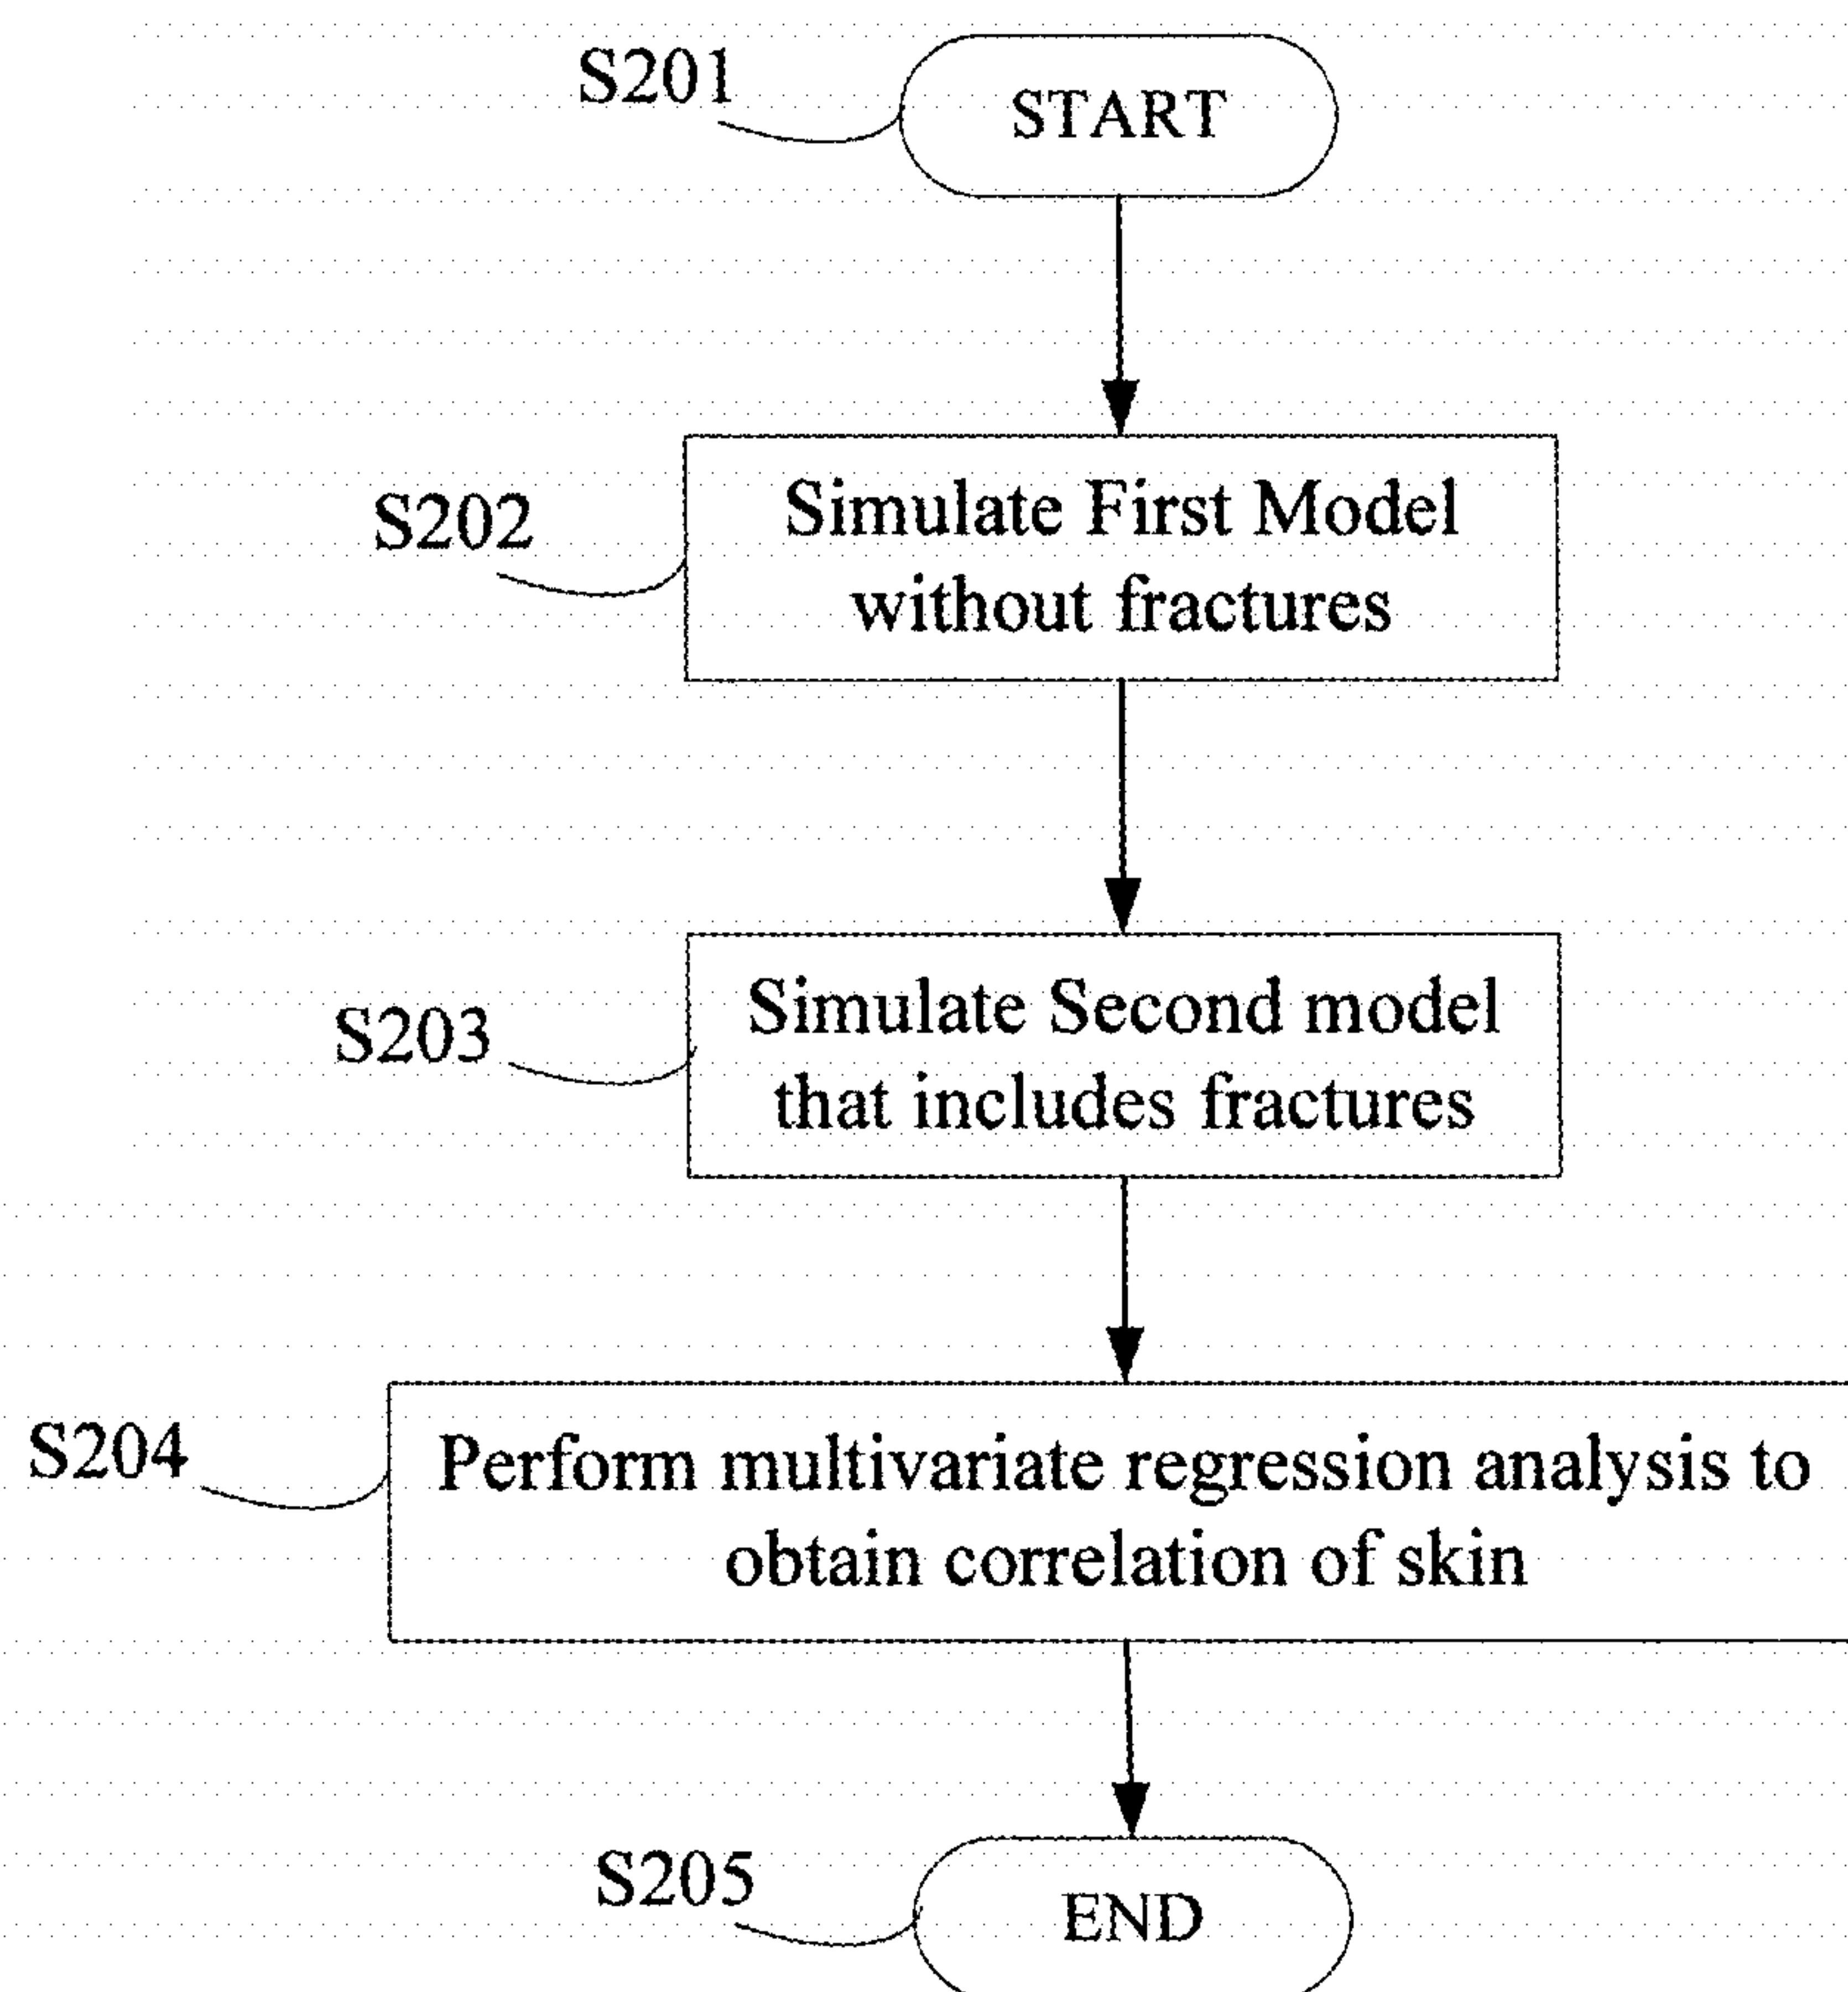 S201
START
S202
Simulate First Model
without fractures
S203
Simulate Second model
that includes fractures
S204
Perform multivariate regression analysis to
obtain correlation of skin
S205
END